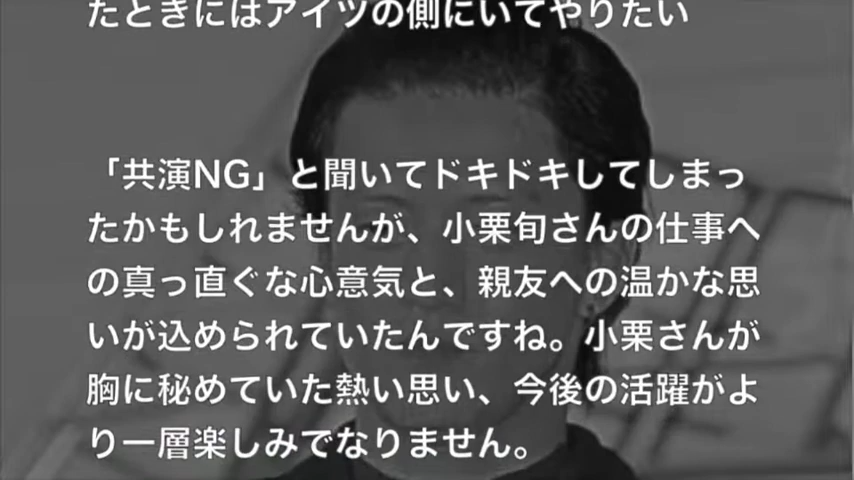 たときにはアイツの側にいてやりたい
「共演NG」と聞いてドキドキしてしまっ
たかもしれませんが、小栗旬さんの仕事へ
の真っ直ぐな心意気と、親友への温かな思
いが込められていたんですね。小栗さんが
胸に秘めていた熱い思い、今後の活躍がよ
り一層楽しみでなりません。